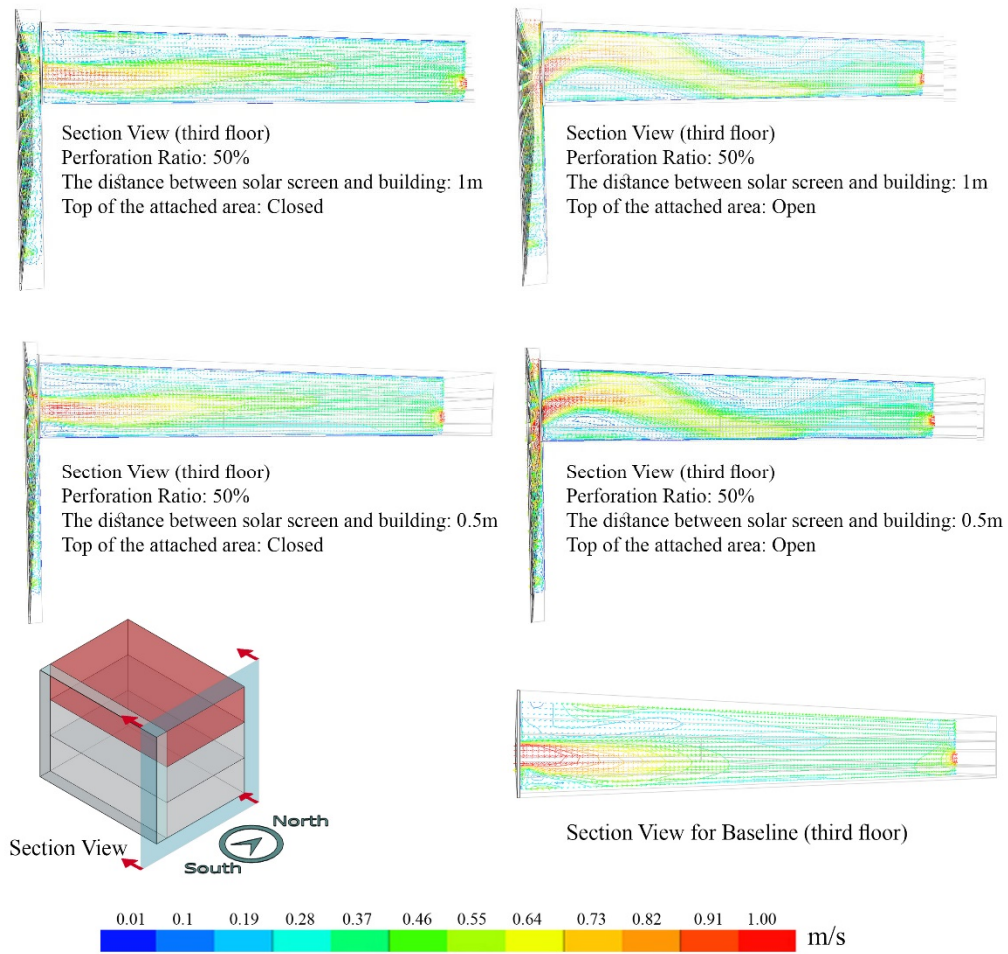 Section View (third floor)
Perforation Ratio: 50%
The distance between solar screen and building: 1m
Top of the attached area: Closed
Section View (third floor)
Perforation Ratio: 50%
The distance between solar screen and building: 1m
Top of the attached area: Open
Section View (third floor)
Perforation Ratio: 50%
The distance between solar screen and building: 0.5m
Top of the attached area: Closed
Section View (third floor)
Perforation Ratio: 50%
The distance between solar screen and building: 0.5m
Top of the attached area: Open
Section View
North
South
Section View for Baseline (third floor)
0.01 0.1 0.19 0.28 0.37 0.46 0.55 0.64 0.73 0.82 0.91 1.00
m/s